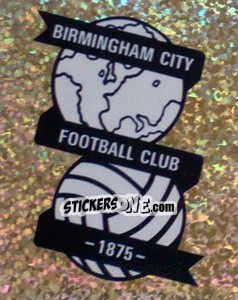 BIRMINGHAM CITY
FOOTBALL CLUB
STICKERSONE.com
-1875-